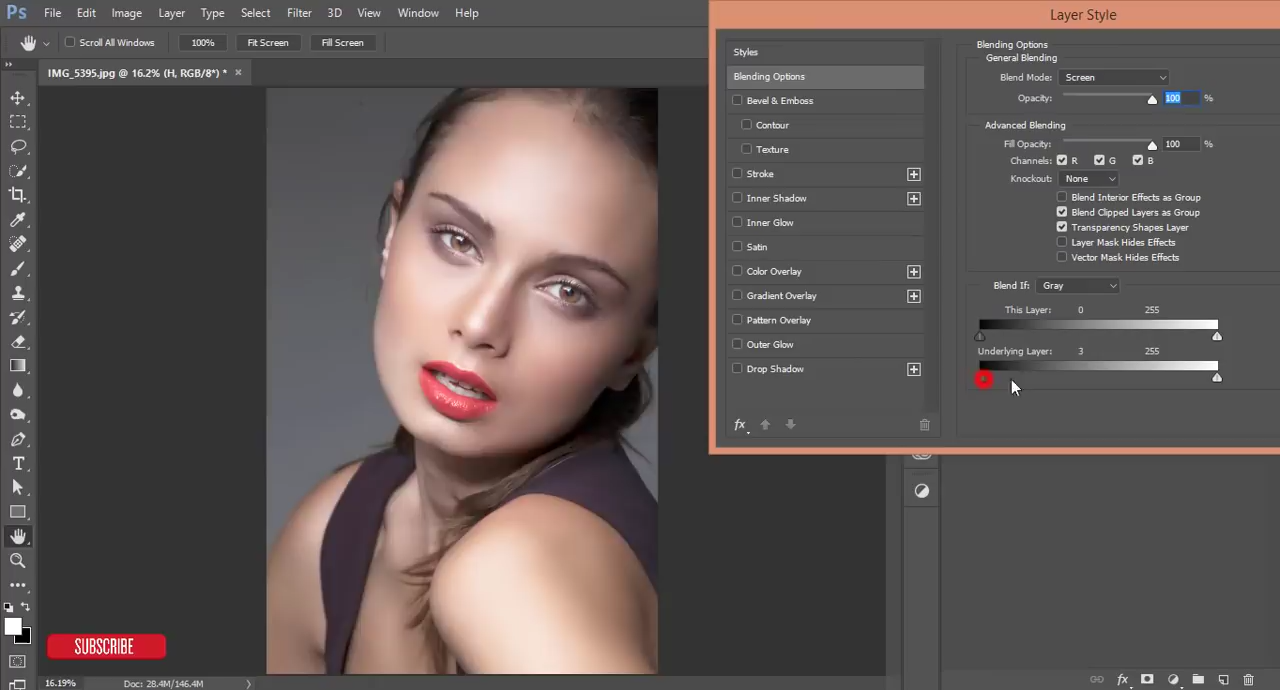 Ps File Edit Image Layer Type Select Filter 3D View Window Help
Layer Style
Scroll All Windows 100% Fit Screen Fill Screen
IMG_5395.jpg @ 16.2% (H, RGB/8*) * ×
Styles
Blending Options
Bevel & Emboss
Contour
Texture
Stroke
Inner Shadow
Inner Glow
Satin
Color Overlay
Gradient Overlay
Pattern Overlay
Outer Glow
Drop Shadow
fx
Blending Options
General Blending
Blend Mode: Screen
Opacity: 100 %
Advanced Blending
Fill Opacity: 100 %
Channels: R G B
Knockout: None
Blend Interior Effects as Group
Blend Clipped Layers as Group
Transparency Shapes Layer
Layer Mask Hides Effects
Vector Mask Hides Effects
Blend If: Gray
This Layer: 0 255
Underlying Layer: 3 255
SUBSCRIBE
16.19% Doc: 28.4M/146.4M
fx